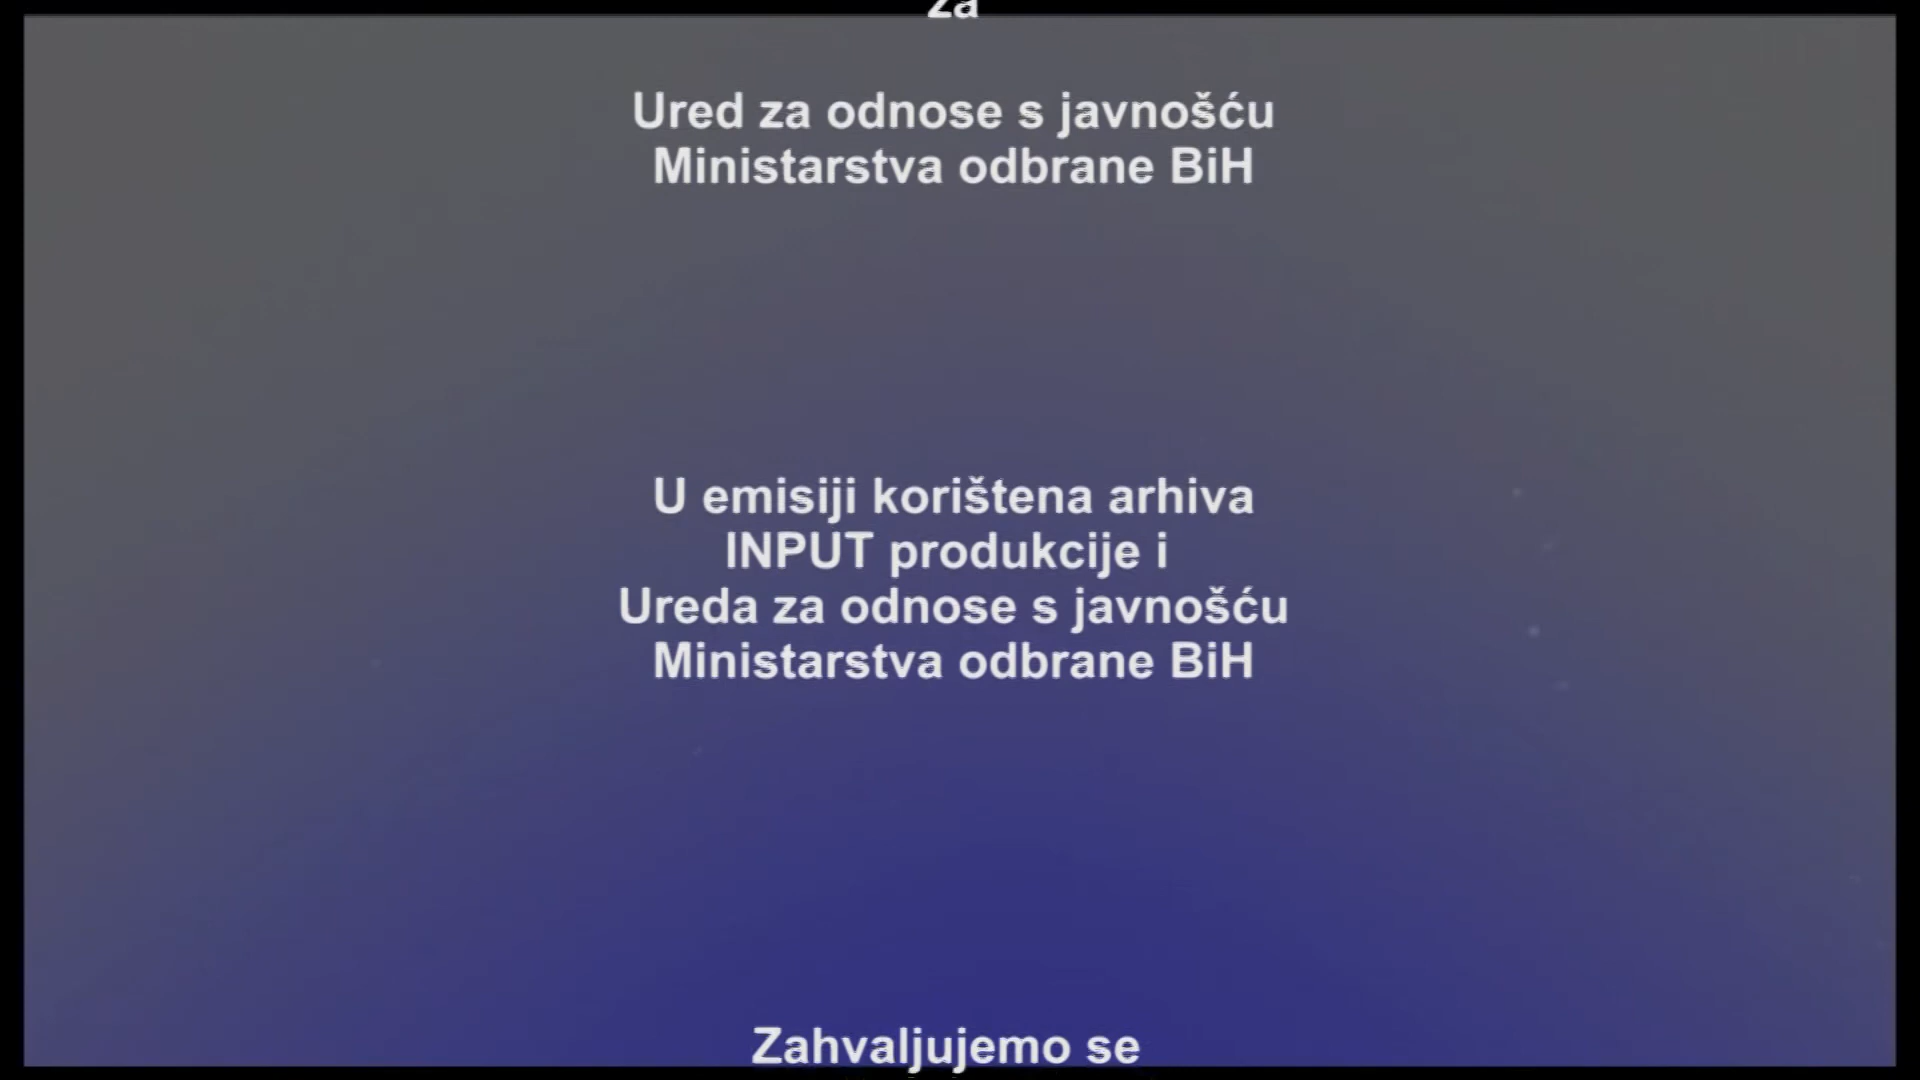 za
Ured za odnose s javnošću
Ministarstva odbrane BiH
U emisiji korištena arhiva
INPUT produkcije i
Ureda za odnose s javnošću
Ministarstva odbrane BiH
Zahvaljujemo se